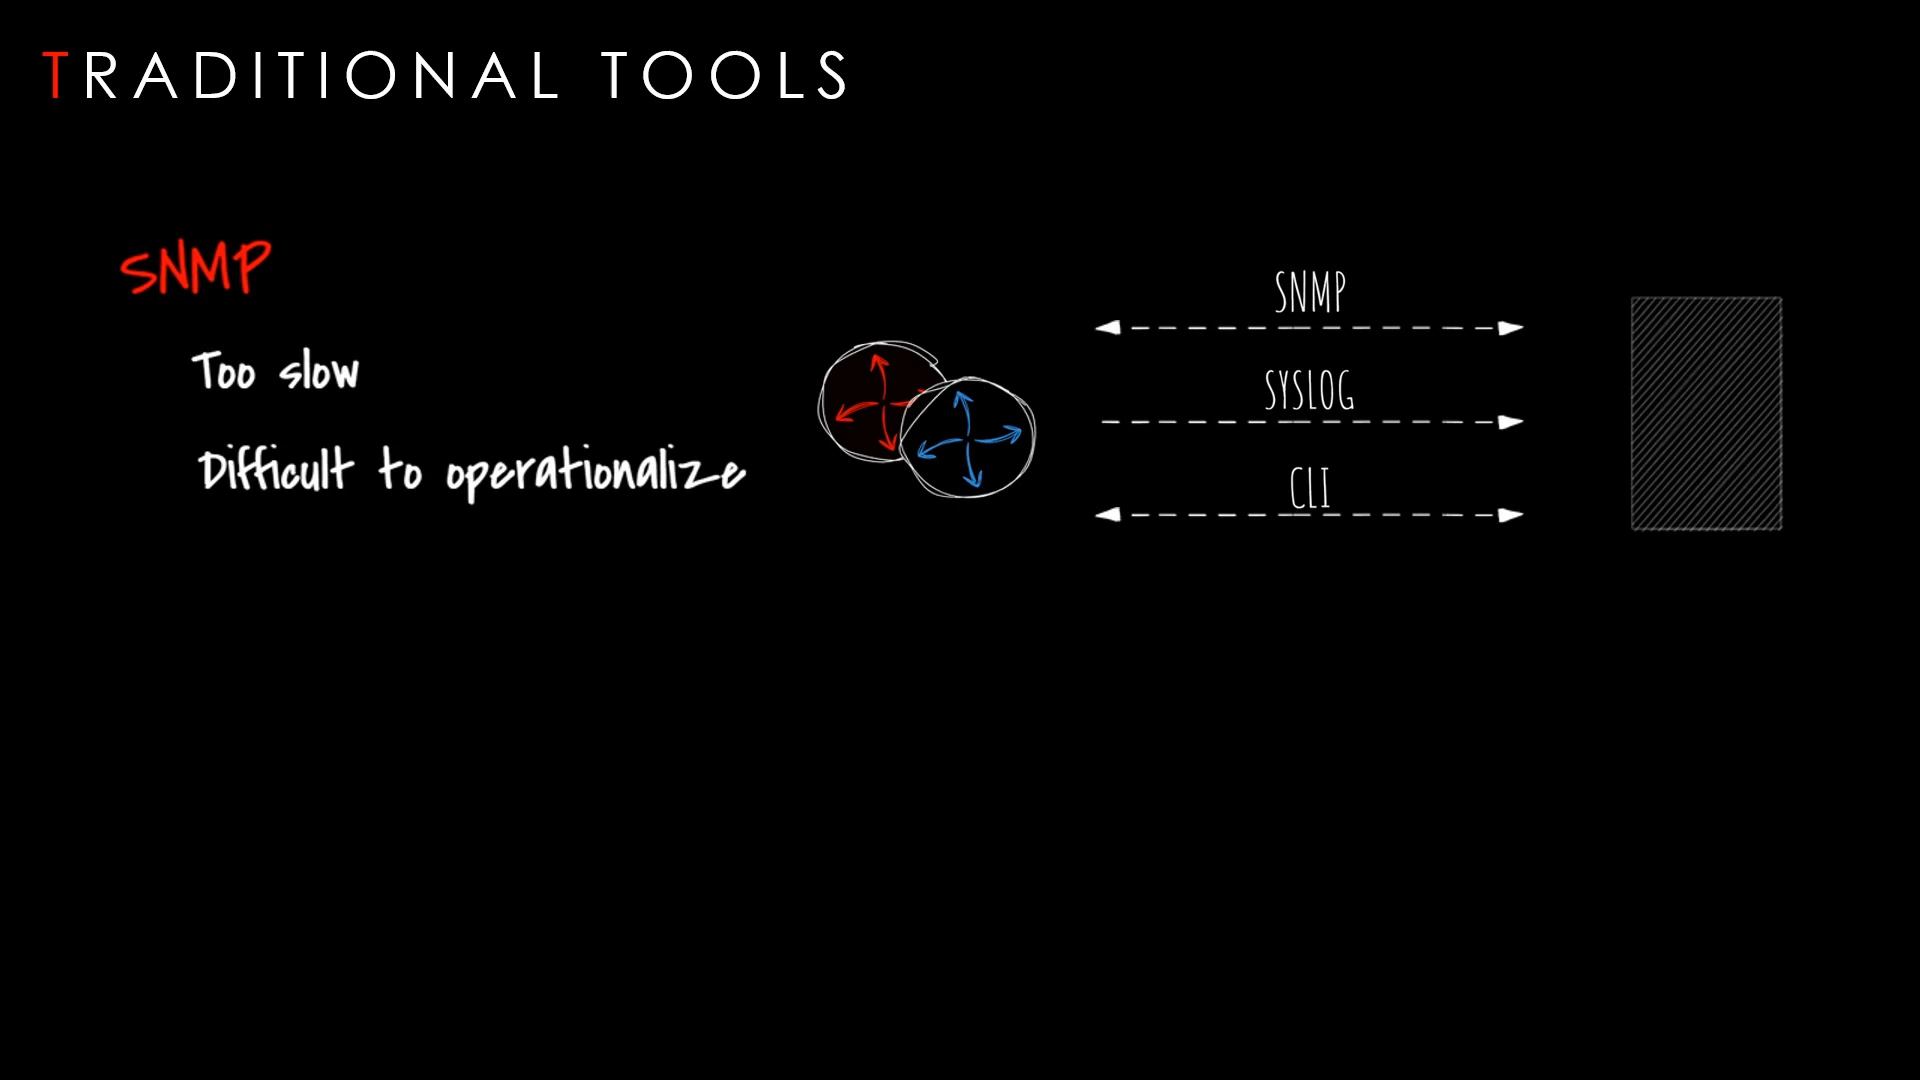 TRADITIONAL TOOLS
SNMP
Too slow
Difficult to operationalize
SNMP
SYSLOG
CLI